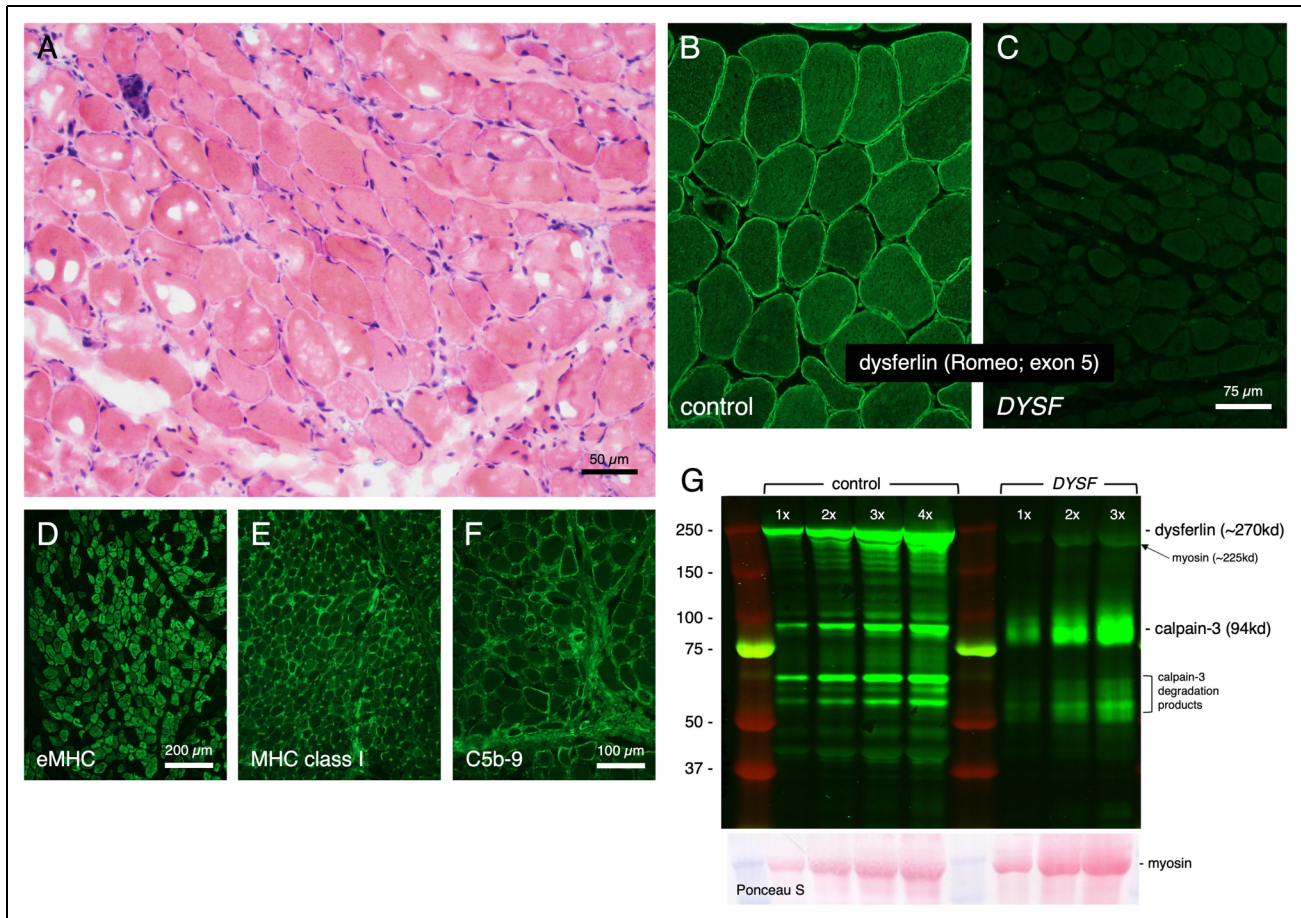 A
B
control
C
DYSF
dysferlin (Romeo; exon 5)
75 µm
50 µm
D
eMHC
200 µm
E
MHC class I
F
C5b-9
100 µm
G
control
DYSF
1x 2x 3x 4x
1x 2x 3x
250 -
150 -
100 -
75 -
50 -
37 -
- dysferlin (~270kd)
myosin (~225kd)
- calpain-3 (94kd)
calpain-3
degradation
products
Ponceau S
- myosin